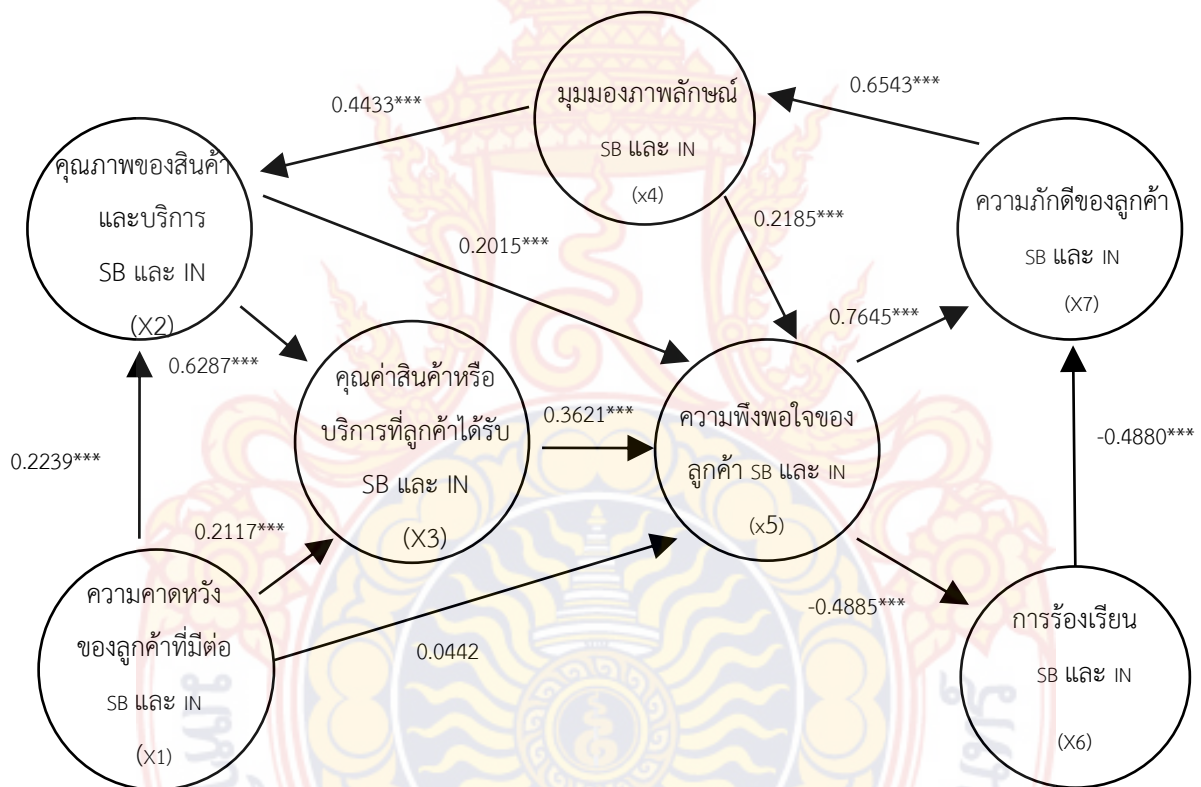 มุมมองภาพลักษณ์
SB และ IN
(x4)
0.4433***
0.6543***
คุณภาพของสินค้า
และบริการ
SB และ IN
(X2)
ความภักดีของลูกค้า
SB และ IN
(X7)
0.2015***
0.2185***
0.7645***
0.6287***
คุณค่าสินค้าหรือ
บริการที่ลูกค้าได้รับ
SB และ IN
(X3)
0.3621***
ความพึงพอใจของ
ลูกค้า SB และ IN
(x5)
-0.4880***
0.2239***
0.2117***
ความคาดหวัง
ของลูกค้าที่มีต่อ
SB และ IN
(X1)
0.0442
-0.4885***
การร้องเรียน
SB และ IN
(X6)